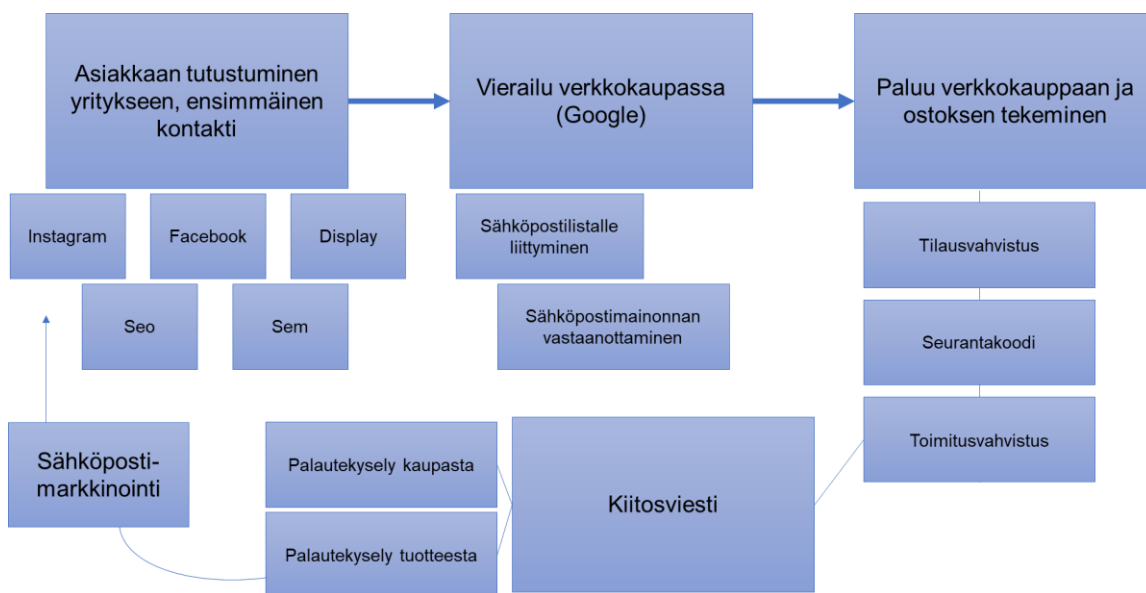 Asiakkaan tutustuminen
yritykseen, ensimmäinen
kontakti
Vierailu verkkokaupassa
(Google)
Paluu verkkokauppaan ja
ostoksen tekeminen
Instagram
Facebook
Display
Seo
Sem
Sähköpostilistalle
liittyminen
Sähköpostimainonnan
vastaanottaminen
Tilausvahvistus
Seurantakoodi
Toimitusvahvistus
Kiitosviesti
Palautekysely kaupasta
Palautekysely tuotteesta
Sähköposti-
markkinointi